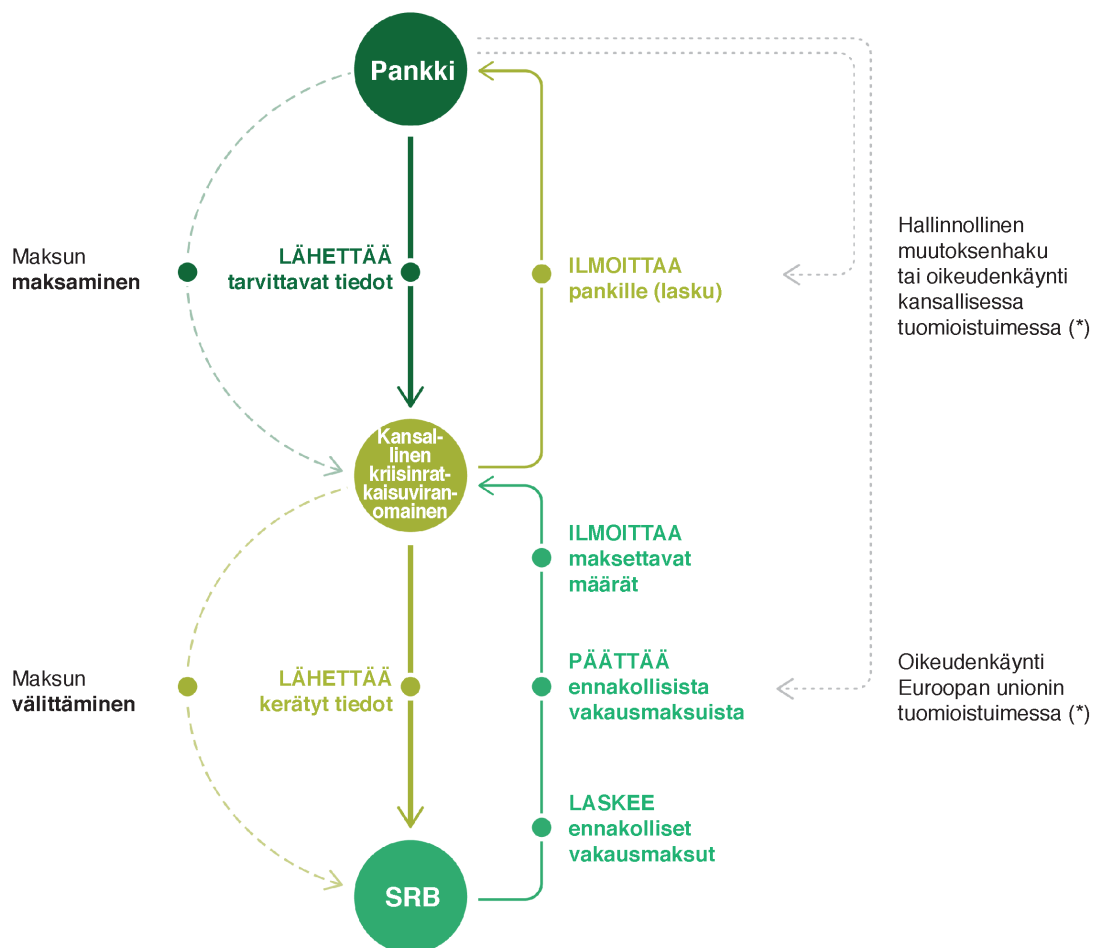 Pankki
Maksun
maksaminen
LÄHETTÄÄ
tarvittavat tiedot
ILMOITTAA
pankille (lasku)
Hallinnollinen
muutoksenhaku
tai oikeudenkäynti
kansallisessa
tuomioistuimessa (*)
Kansal-
linen
kriisinrat-
kaisuviran-
omainen
ILMOITTAA
maksettavat
määrät
Maksun
välittäminen
LÄHETTÄÄ
kerätyt tiedot
PÄÄTTÄÄ
ennakollisista
vakausmaksuista
Oikeudenkäynti
Euroopan unionin
tuomioistuimessa (*)
LASKEE
ennakolliset
vakausmaksut
SRB